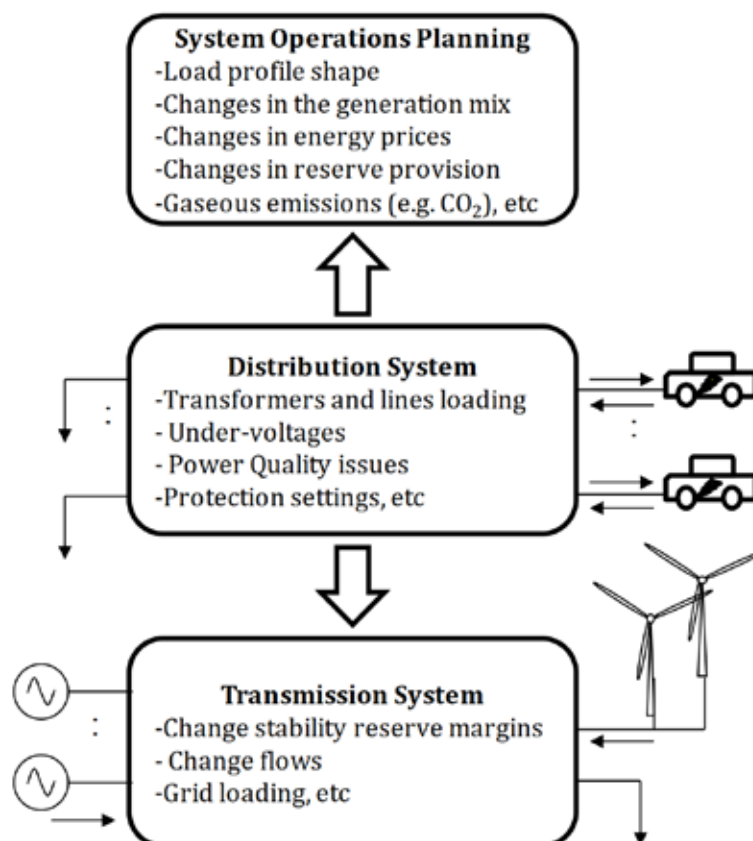 System Operations Planning
-Load profile shape
-Changes in the generation mix
-Changes in energy prices
-Changes in reserve provision
-Gaseous emissions (e.g. CO₂), etc
Distribution System
-Transformers and lines loading
- Under-voltages
- Power Quality issues
-Protection settings, etc
Transmission System
-Change stability reserve margins
- Change flows
-Grid loading, etc